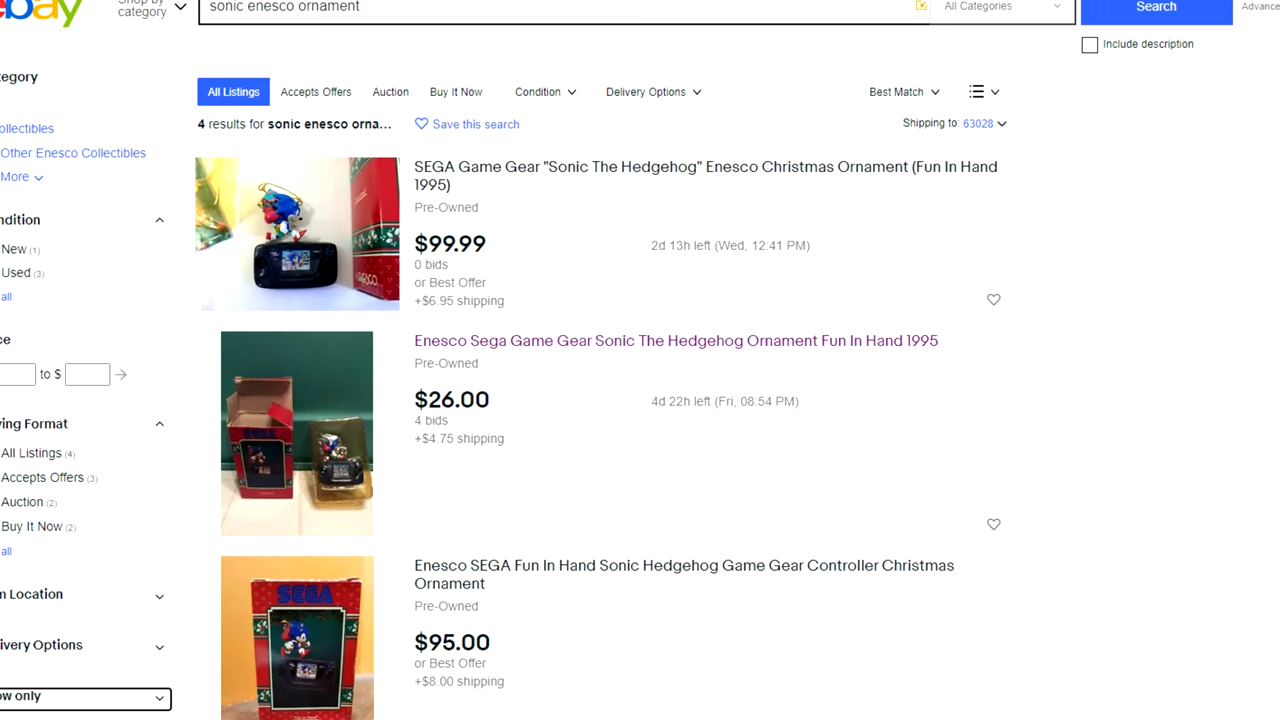 ebay
Shop by
category
sonic enesco ornament
All Categories
Search
Advance
Include description
tegory
ollectibles
Other Enesco Collectibles
More
ndition
New (1)
Used (3)
all
ce
to $
ying Format
All Listings (4)
Accepts Offers (3)
Auction (2)
Buy It Now (2)
all
m Location
ivery Options
ow only
All Listings
Accepts Offers
Auction
Buy It Now
Condition
Delivery Options
Best Match
4 results for sonic enesco orna...
Save this search
Shipping to: 63028
SEGA Game Gear "Sonic The Hedgehog" Enesco Christmas Ornament (Fun In Hand
1995)
Pre-Owned
$99.99
2d 13h left (Wed, 12:41 PM)
0 bids
or Best Offer
+$6.95 shipping
Enesco Sega Game Gear Sonic The Hedgehog Ornament Fun In Hand 1995
Pre-Owned
$26.00
4d 22h left (Fri, 08:54 PM)
4 bids
+$4.75 shipping
SEGA
Enesco SEGA Fun In Hand Sonic Hedgehog Game Gear Controller Christmas
Ornament
Pre-Owned
$95.00
or Best Offer
+$8.00 shipping
SEGA